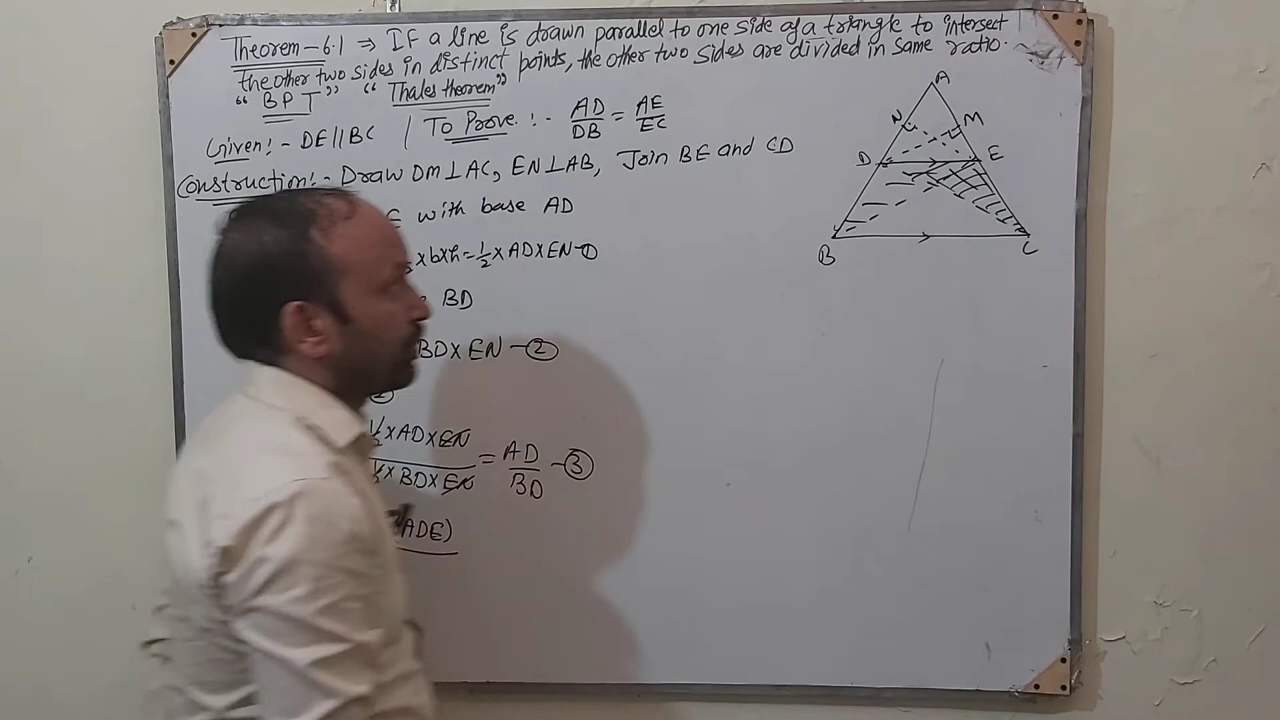 Theorem-6.1 ⇒ If a line is drawn parallel to one side of a triangle to intersect
the other two sides in distinct points, the other two sides are divided in same ratio.
"BPT" "Thales theorem"
Given:- DE||BC / To Prove:- AD/DB = AE/EC
Construction:- Draw DM⊥AC, EN⊥AB, Join BE and CD
with base AD
×b×h=½×AD×EN-①
BD
BD×EN-②
½×AD×EN/½×BD×EN = AD/BD -③
ADE)
A
N M
D E
B C